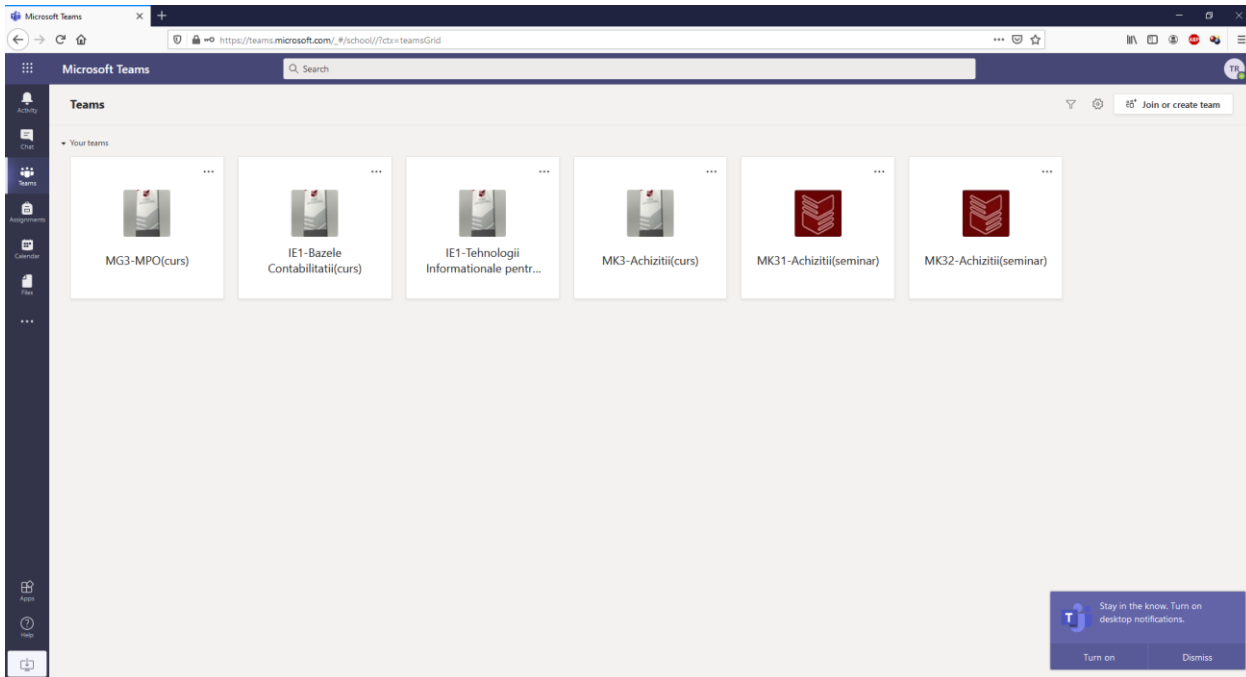 Microsoft Teams
https://teams.microsoft.com/_#/school//?ctx=teamsGrid
Microsoft Teams
Search
TR
Activity
Chat
Teams
Assignments
Calendar
Files
Teams
Join or create team
Your teams
MG3-MPO(curs)
IE1-Bazele
Contabilitatii(curs)
IE1-Tehnologii
Informationale pentr...
MK3-Achizitii(curs)
MK31-Achizitii(seminar)
MK32-Achizitii(seminar)
Apps
Help
T
Stay in the know. Turn on
desktop notifications.
Turn on
Dismiss